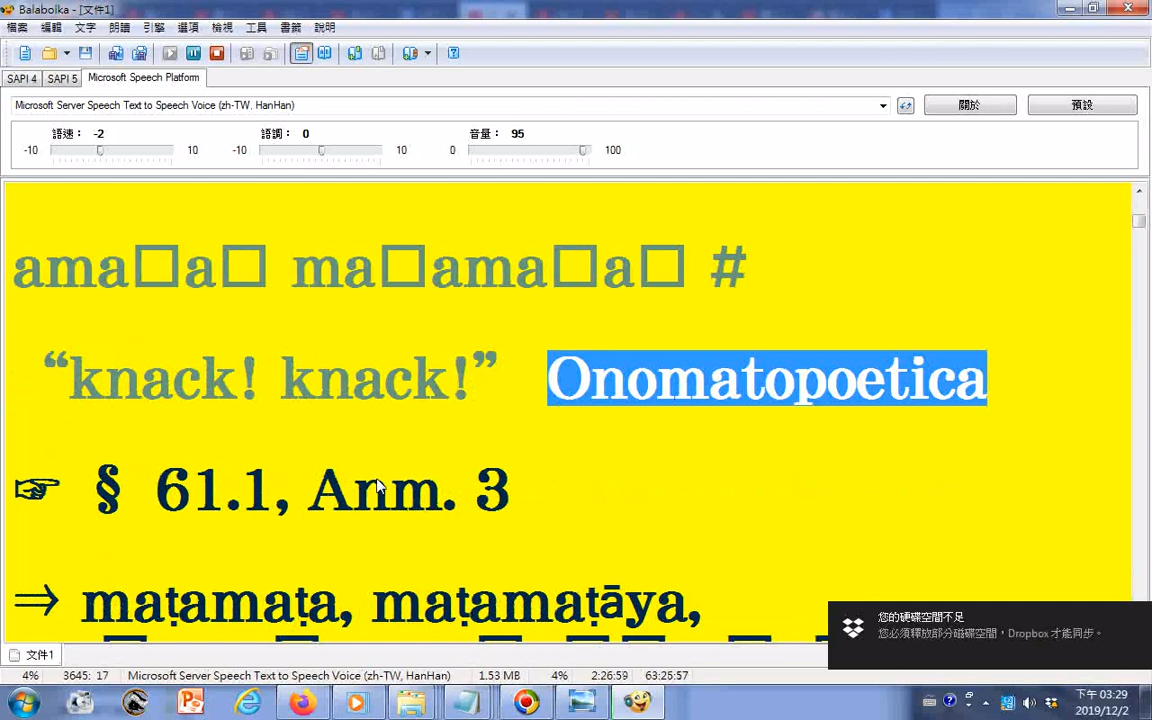 Balabolka - [文件1]
檔案 編輯 文字 朗讀 引擎 選項 檢視 工具 書籤 說明
SAPI 4 SAPI 5 Microsoft Speech Platform
Microsoft Server Speech Text to Speech Voice (zh-TW, HanHan) 關於 預設
語速： -2 語調： 0 音量： 95
-10 10 -10 10 0 100
ama□a□ ma□ama□a□ #
“knack! knack!” Onomatopoetica
☞ § 61.1, Anm. 3
⇒ maṭamaṭa, maṭamaṭāya,
您的硬碟空間不足
您必須釋放部分磁碟空間，Dropbox 才能同步。
文件1
4% 3645: 17 Microsoft Server Speech Text to Speech Voice (zh-TW, HanHan) 1.53 MB 4% 2:26:59 63:25:57
下午 03:29
2019/12/2